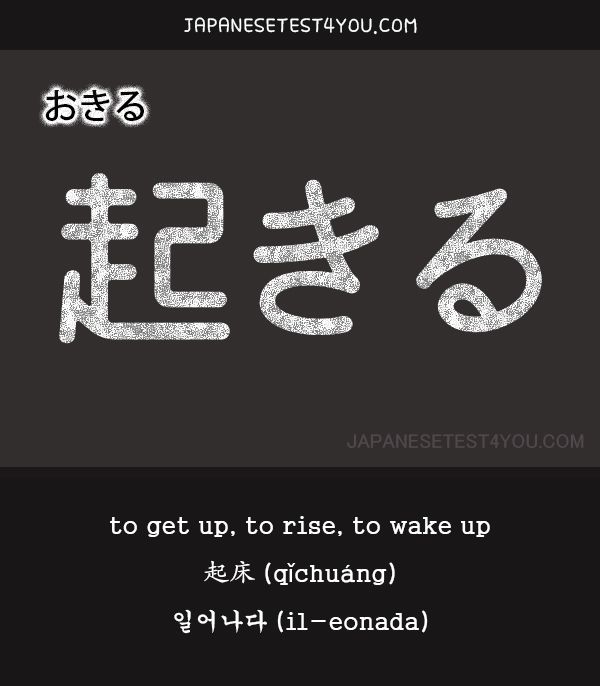 JAPANESETEST4YOU.COM
おきる
起きる
JAPANESETEST4YOU.COM
to get up, to rise, to wake up
起床 (qǐchuáng)
일어나다 (il-eonada)